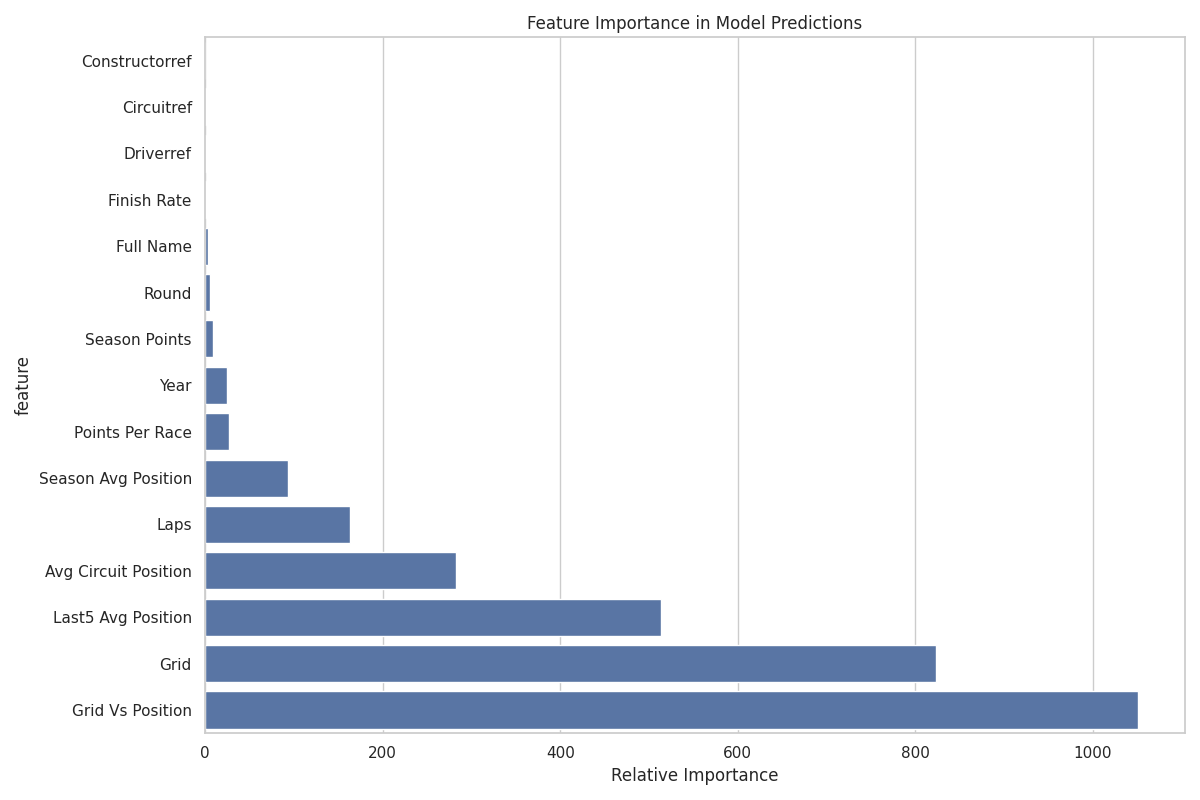 Feature Importance in Model Predictions
Constructorref
Circuitref
Driverref
Finish Rate
Full Name
Round
Season Points
Year
Points Per Race
Season Avg Position
Laps
Avg Circuit Position
Last5 Avg Position
Grid
Grid Vs Position
feature
0 200 400 600 800 1000
Relative Importance